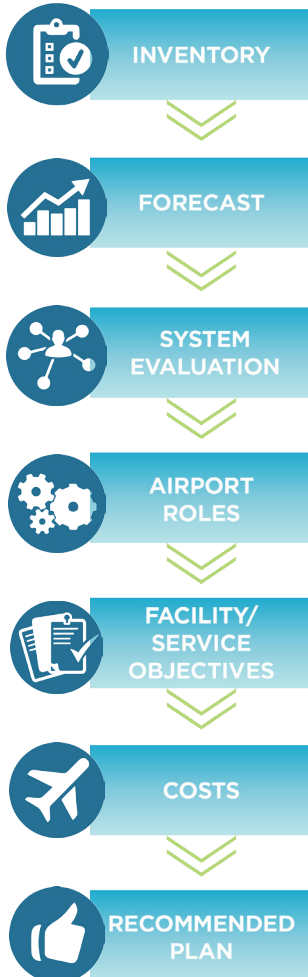 INVENTORY
FORECAST
SYSTEM
EVALUATION
AIRPORT
ROLES
FACILITY/
SERVICE
OBJECTIVES
COSTS
RECOMMENDED
PLAN